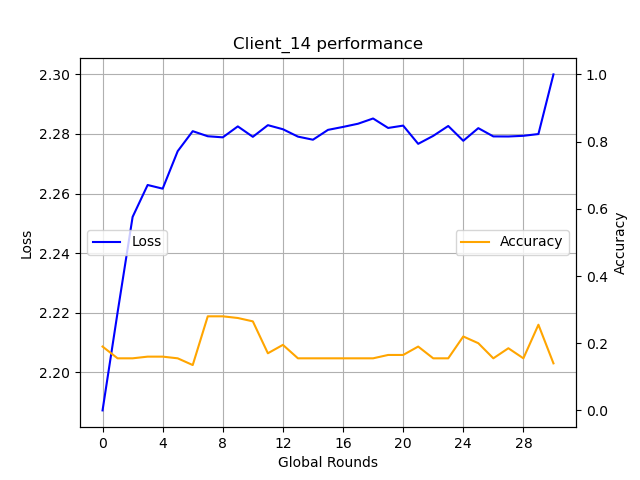 Client_14 performance
2.30
2.28
2.26
2.24
2.22
2.20
Loss
Loss
Accuracy
1.0
0.8
0.6
0.4
0.2
0.0
Accuracy
0 4 8 12 16 20 24 28
Global Rounds